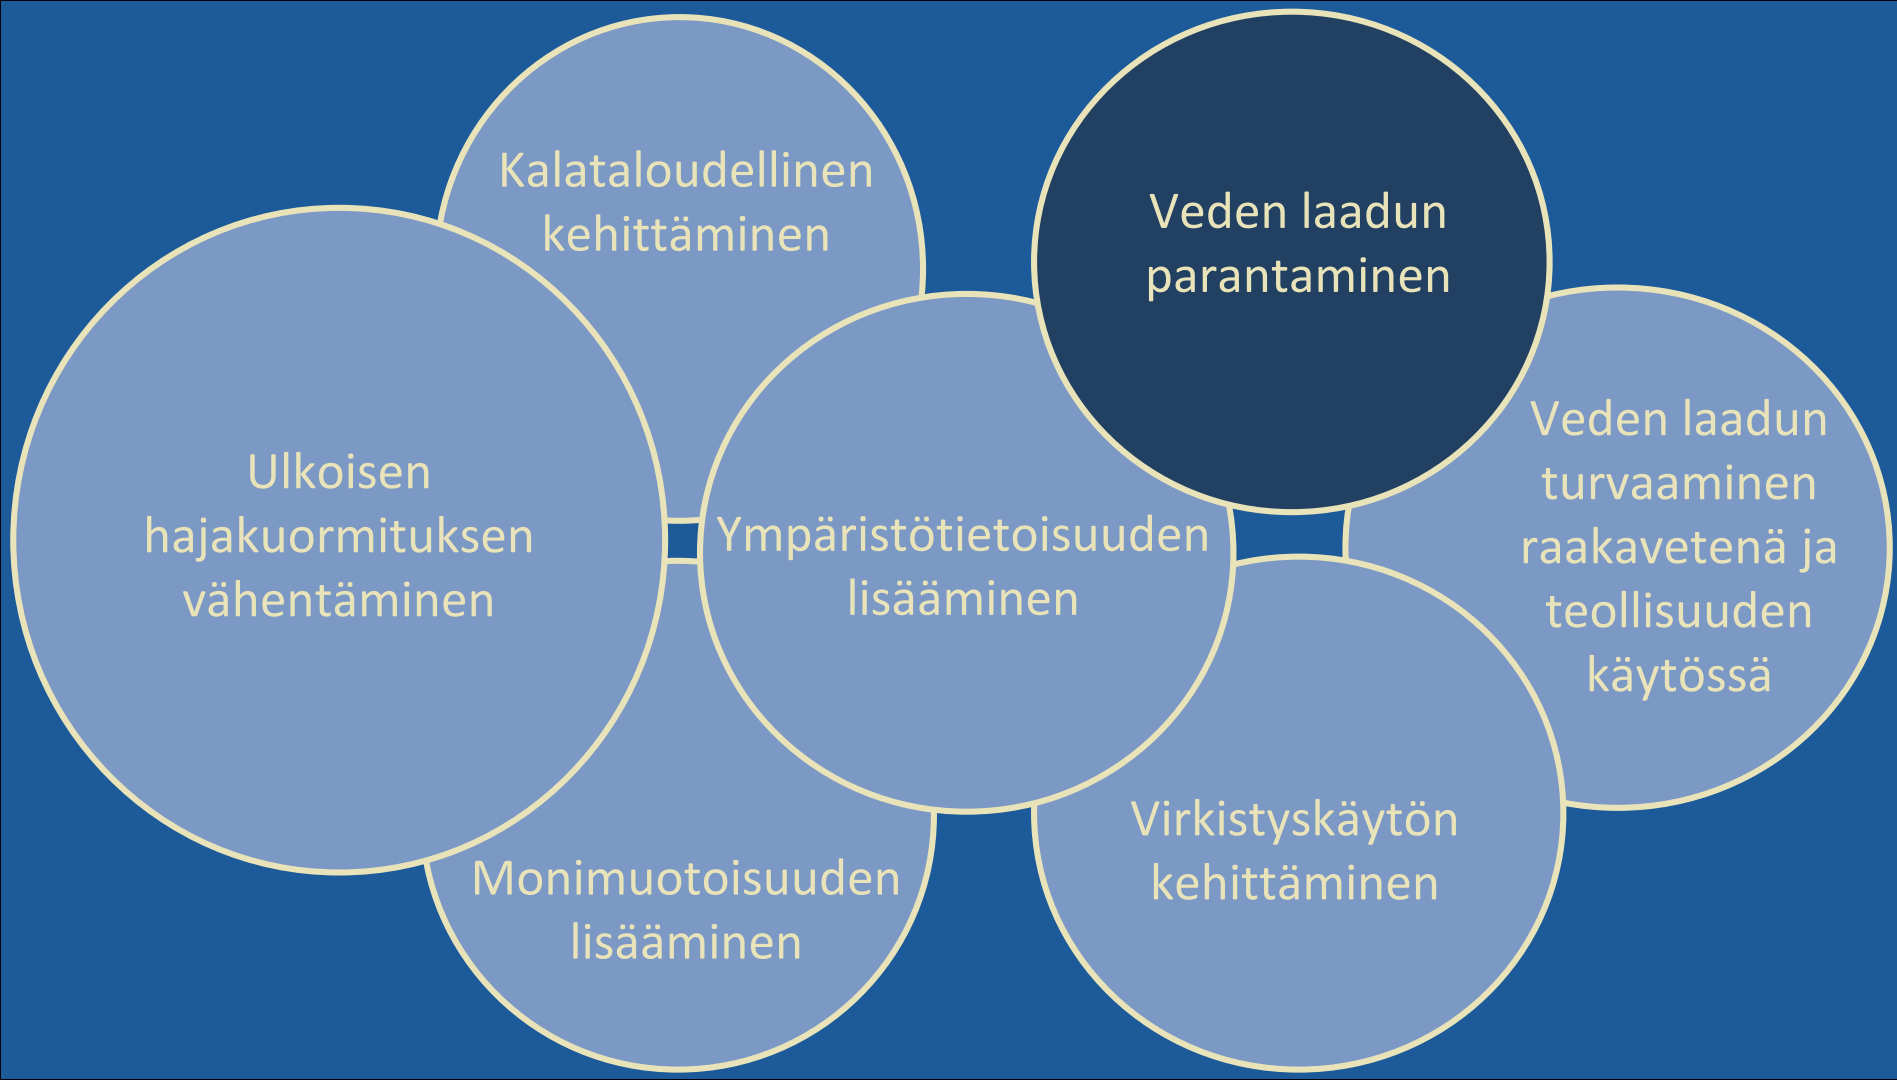 Kalataloudellinen
kehittäminen
Veden laadun
parantaminen
Ulkoisen
hajakuormituksen
vähentäminen
Ympäristötietoisuuden
lisääminen
Veden laadun
turvaaminen
raakavetenä ja
teollisuuden
käytössä
Monimuotoisuuden
lisääminen
Virkistyskäytön
kehittäminen